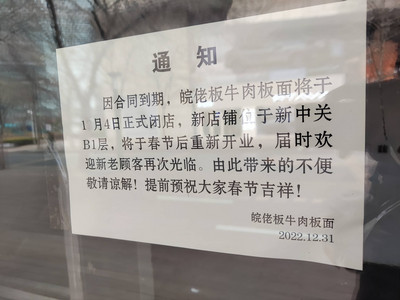 通 知
因合同到期，皖佬板牛肉板面将于
1月4日正式闭店，新店铺位于新中关
B1层，将于春节后重新开业，届时欢
迎新老顾客再次光临。由此带来的不便
敬请谅解！提前预祝大家春节吉祥！
皖佬板牛肉板面
2022.12.31